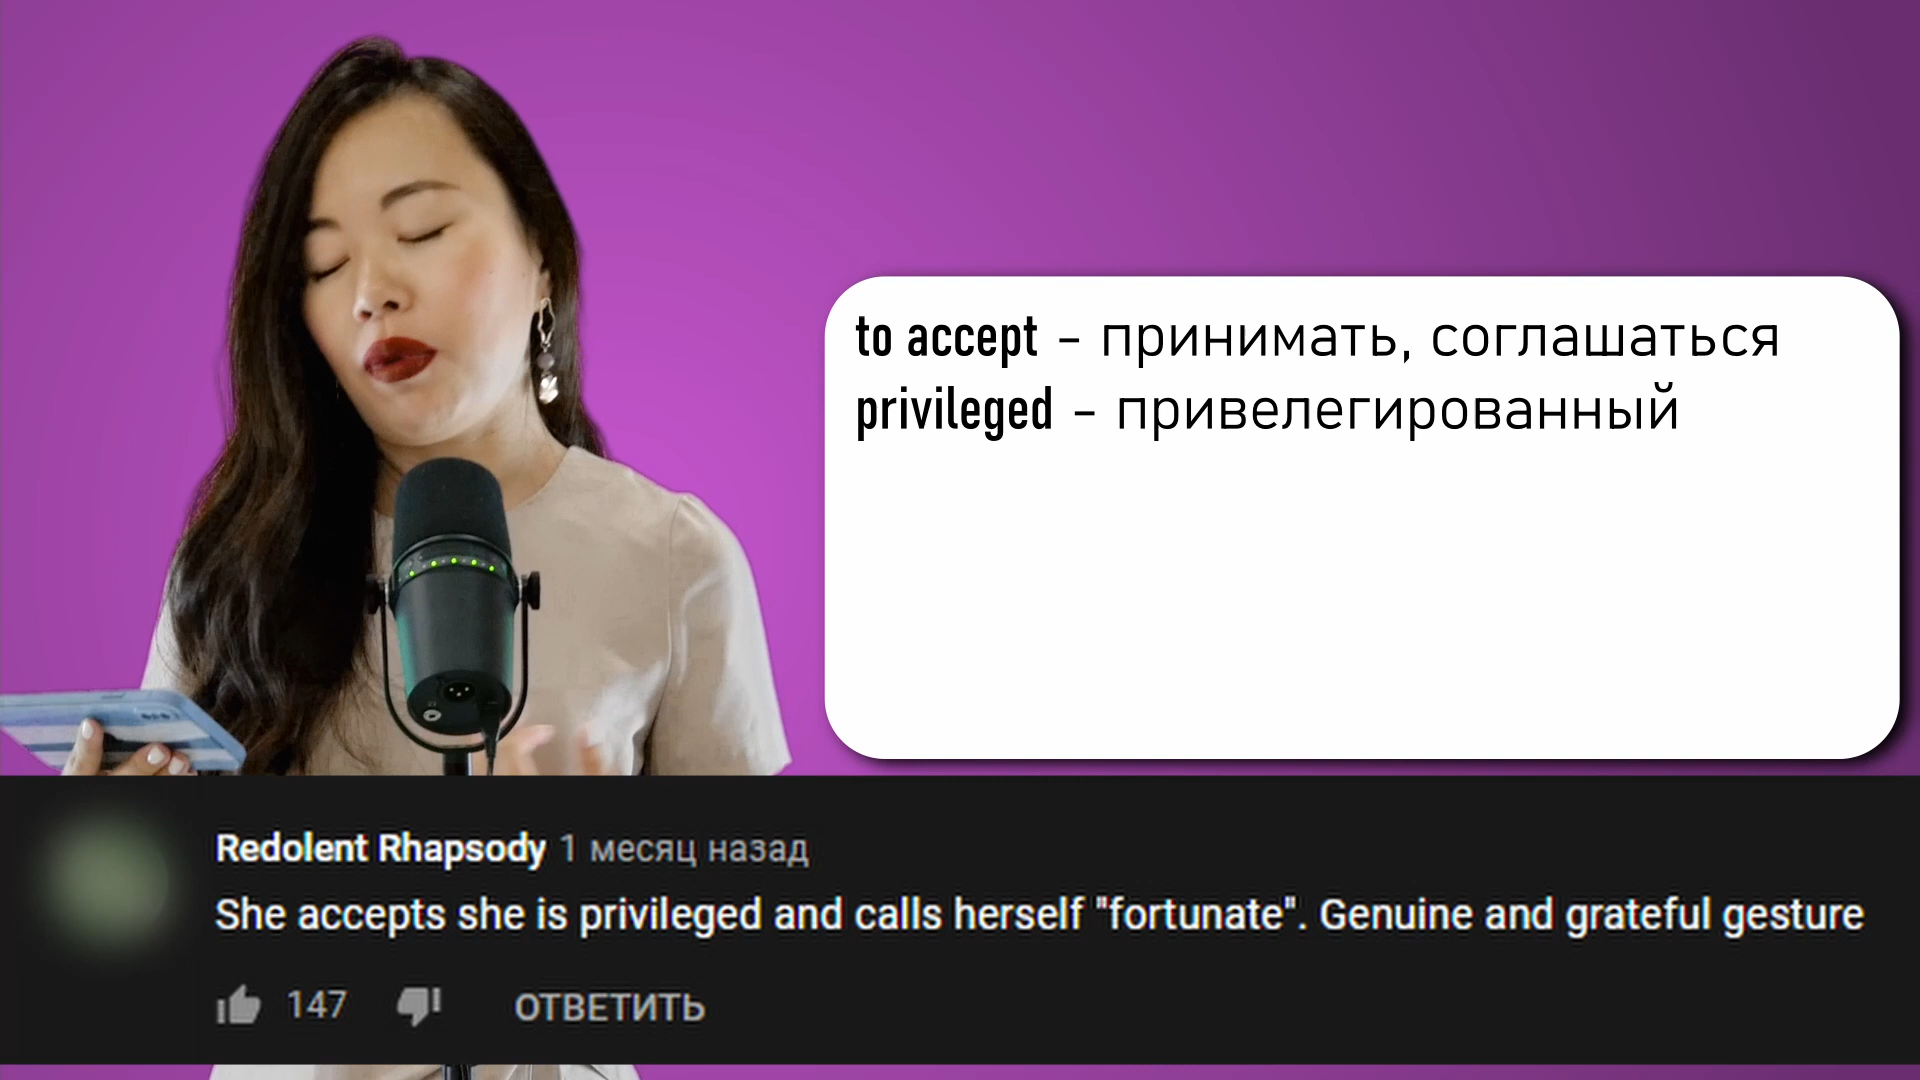 to accept - принимать, соглашаться
privileged - привелегированный
Redolent Rhapsody 1 месяц назад
She accepts she is privileged and calls herself "fortunate". Genuine and grateful gesture
147 ОТВЕТИТЬ